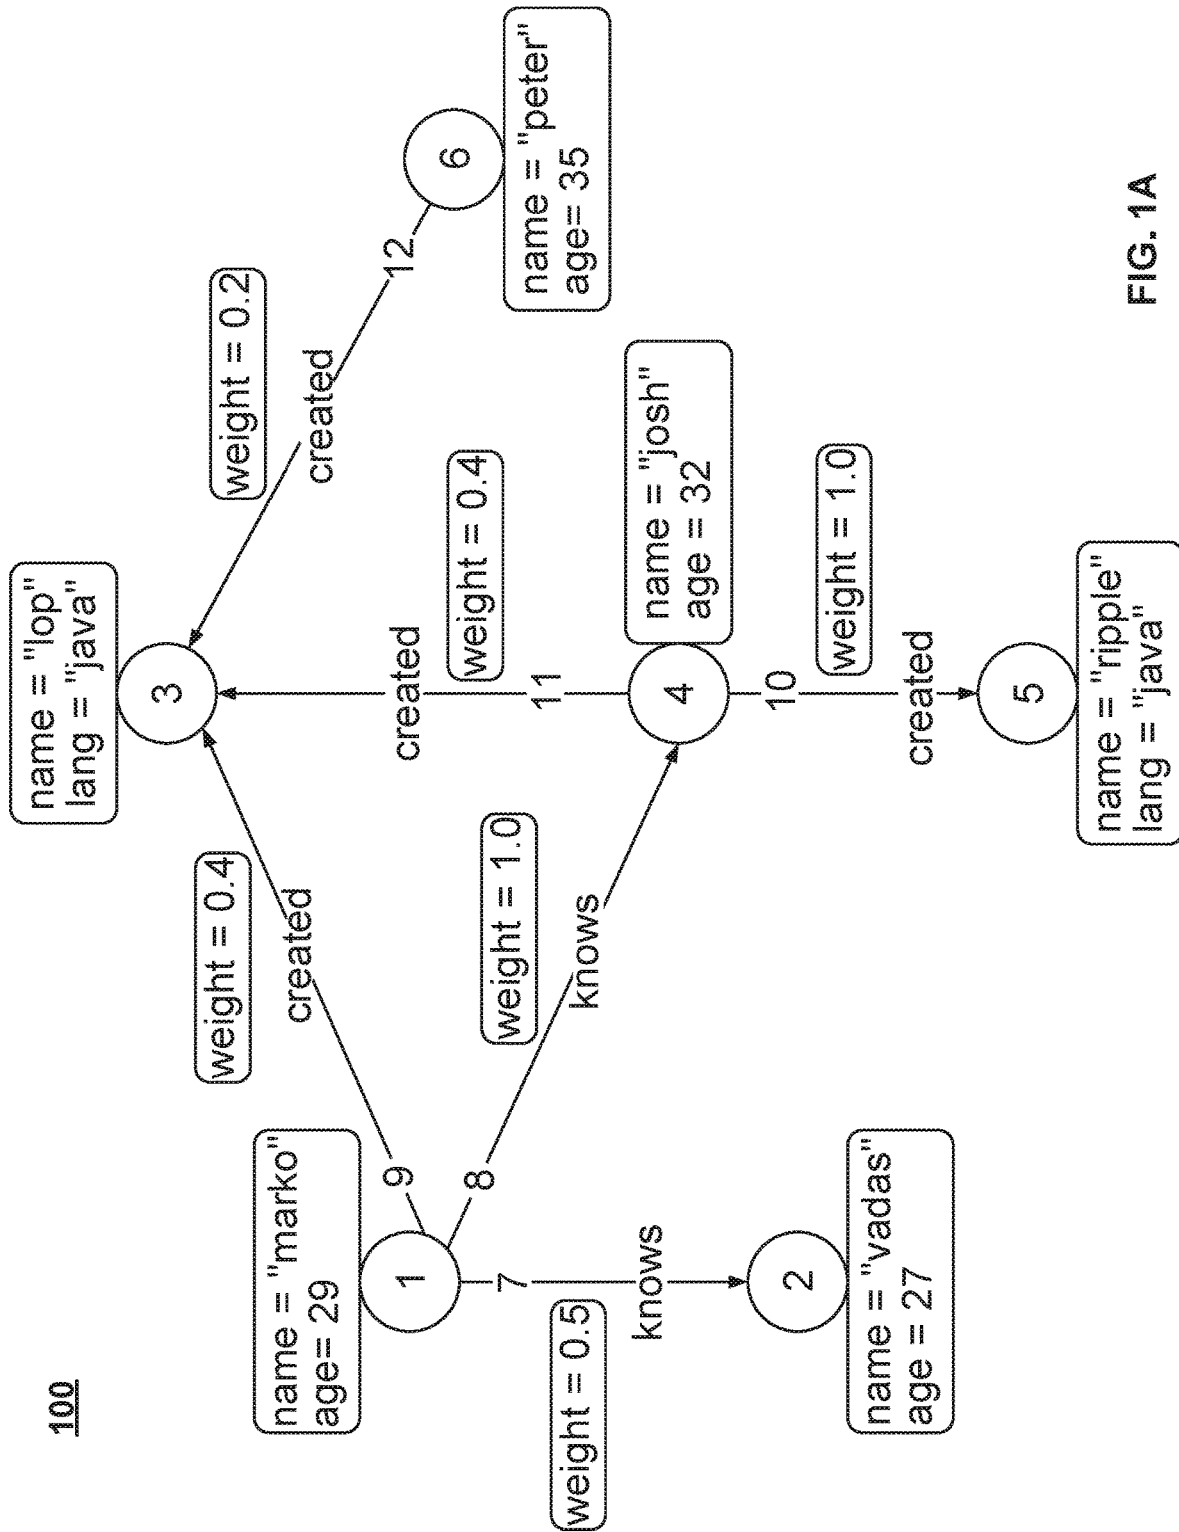 100
name = "marko"
age= 29
1
9
8
7
weight = 0.5
knows
2
name = "vadas"
age = 27
weight = 0.4
created
weight = 1.0
knows
name = "lop"
lang = "java"
3
created
11
weight = 0.4
4
name = "josh"
age = 32
10
weight = 1.0
created
5
name = "ripple"
lang = "java"
weight = 0.2
created
12
6
name = "peter"
age= 35
FIG. 1A